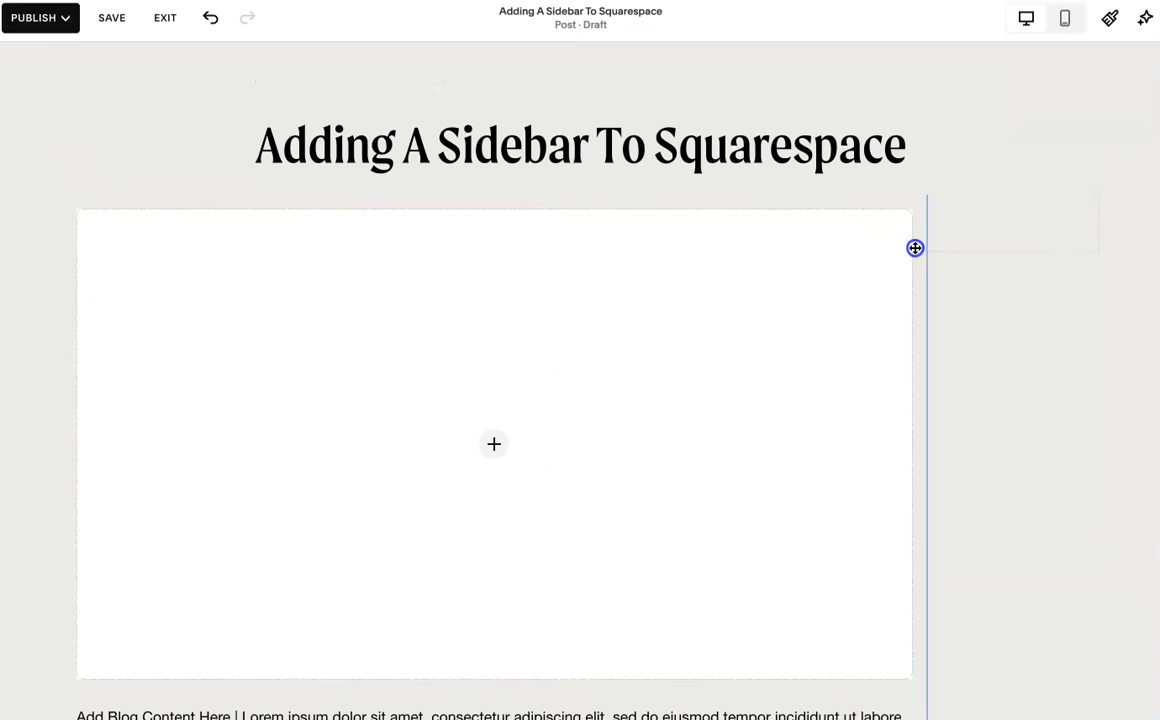 PUBLISH SAVE EXIT
Adding A Sidebar To Squarespace
Post · Draft
Adding A Sidebar To Squarespace
Add Blog Content Here | Lorem ipsum dolor sit amet, consectetur adipiscing elit, sed do eiusmod tempor incididunt ut labore